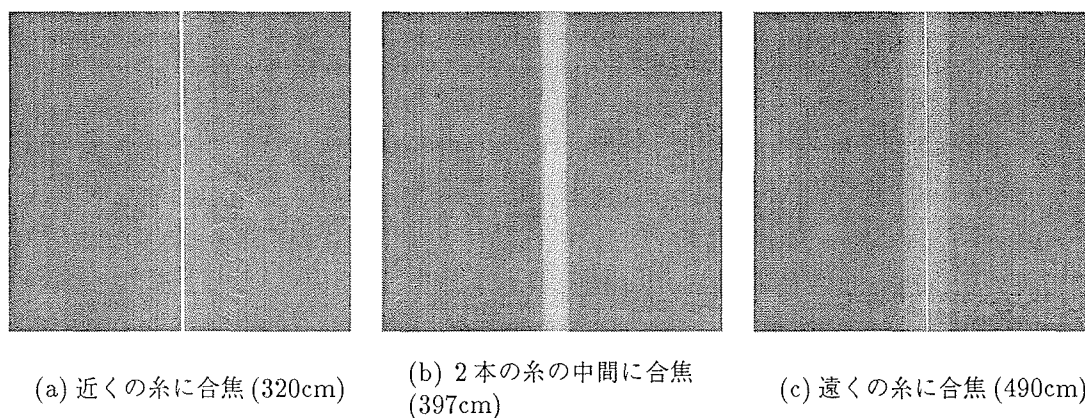 (a) 近くの糸に合焦 (320cm)
(b) 2本の糸の中間に合焦
(397cm)
(c) 遠くの糸に合焦 (490cm)